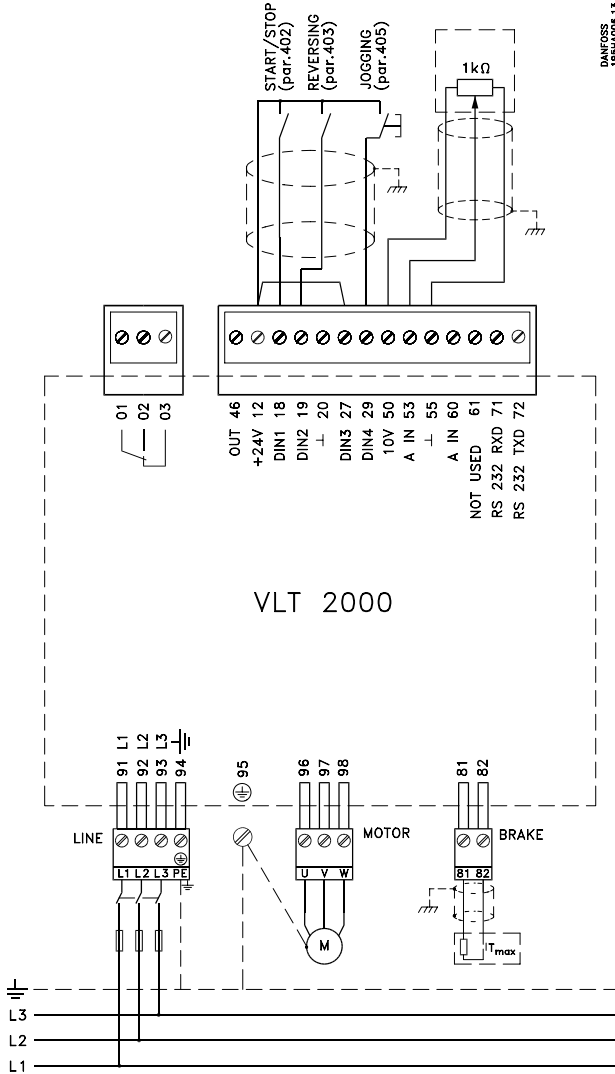 START/STOP
(par.402)
REVERSING
(par.403)
JOGGING
(par.405)
1kΩ
DANFOSS
01
02
03
OUT 46
+24V 12
DIN1 18
DIN2 19
⊥ 20
DIN3 27
DIN4 29
10V 50
A IN 53
⊥ 55
A IN 60
NOT USED 61
RS 232 RXD 71
RS 232 TXD 72
VLT 2000
91 L1
92 L2
93 L3
94
95
96
97
98
81
82
LINE
MOTOR
BRAKE
L1 L2 L3 PE
U V W
81 82
M
Tmax
L3
L2
L1